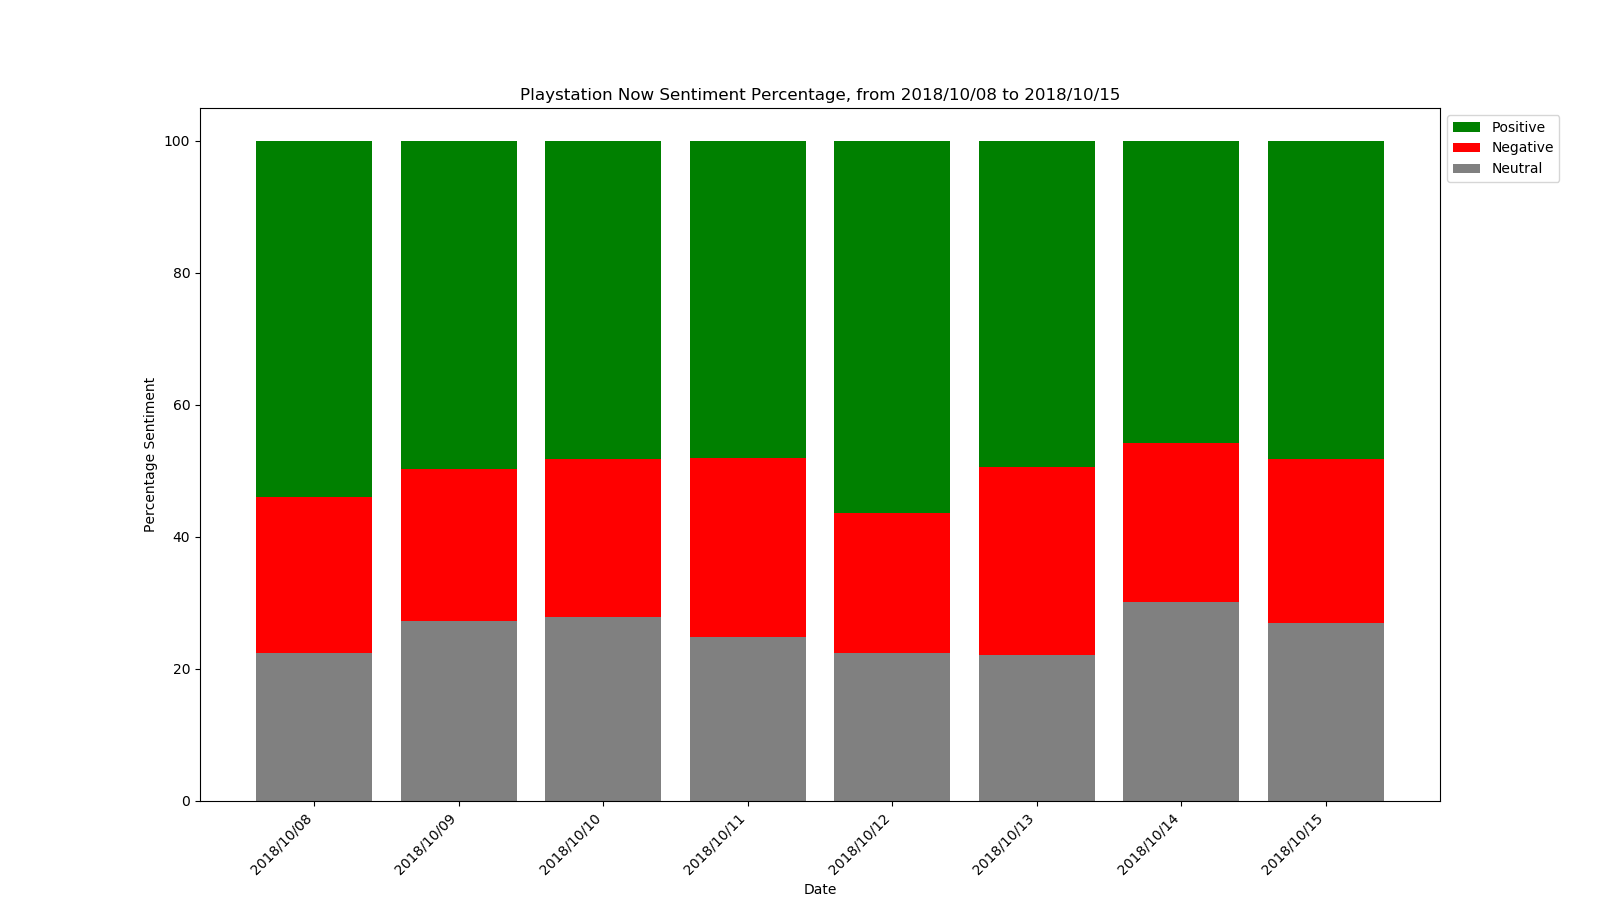 Playstation Now Sentiment Percentage, from 2018/10/08 to 2018/10/15
Positive
Negative
Neutral
Percentage Sentiment
100
80
60
40
20
0
2018/10/08
2018/10/09
2018/10/10
2018/10/11
2018/10/12
2018/10/13
2018/10/14
2018/10/15
Date